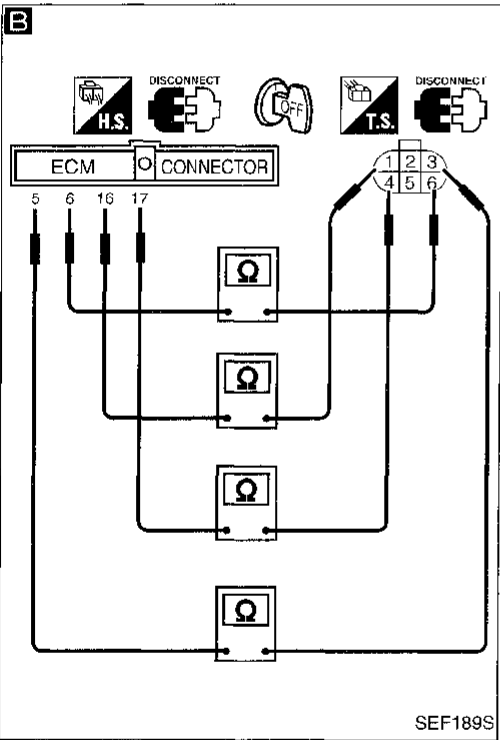 B
DISCONNECT
DISCONNECT
H.S.
OFF
T.S.
ECM CONNECTOR
1 2 3
4 5 6
5 6 16 17
Ω
Ω
Ω
Ω
SEF189S